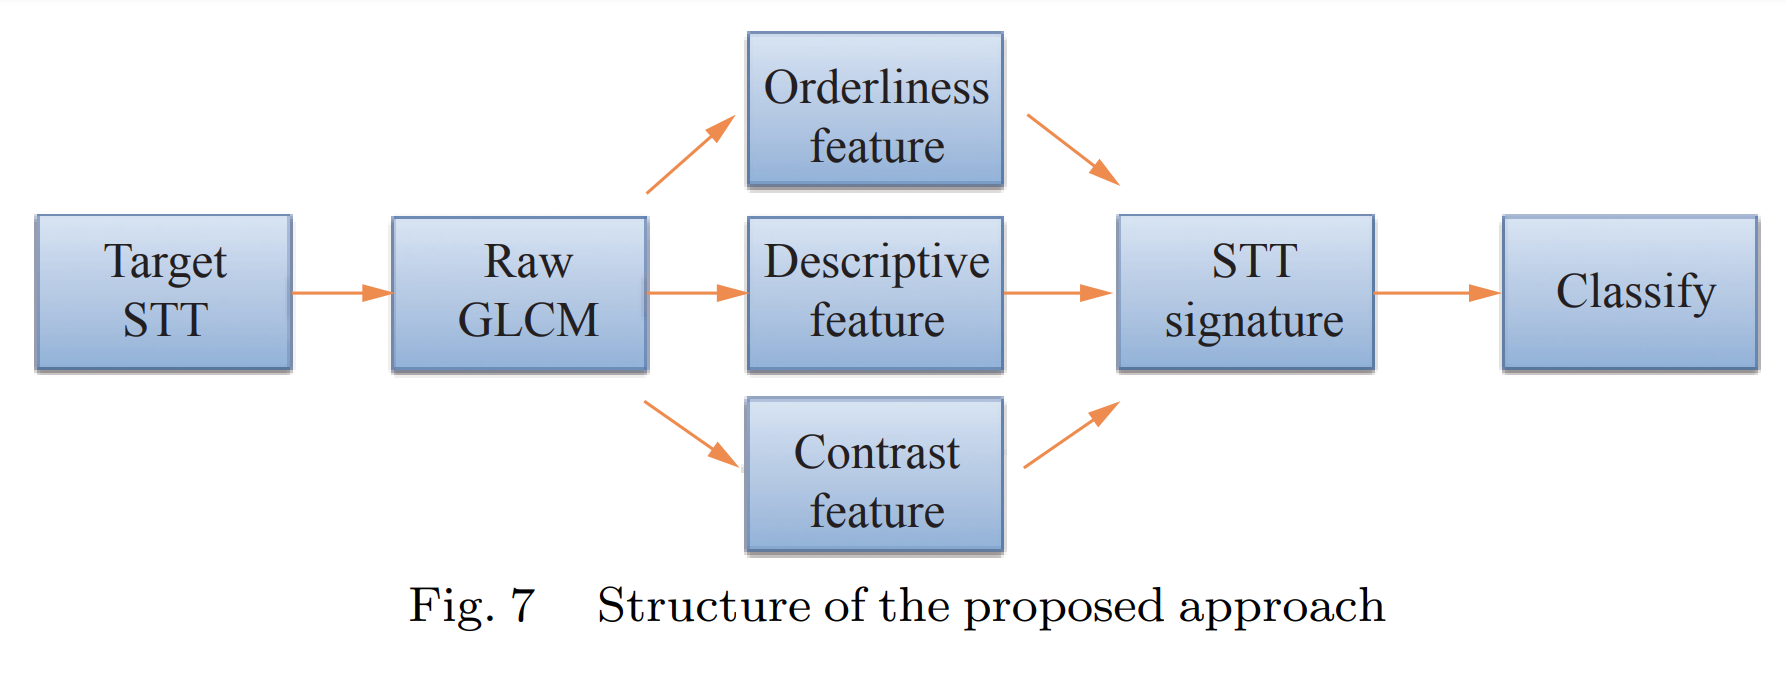 Target
STT
Raw
GLCM
Orderliness
feature
Descriptive
feature
Contrast
feature
STT
signature
Classify
Fig. 7 Structure of the proposed approach